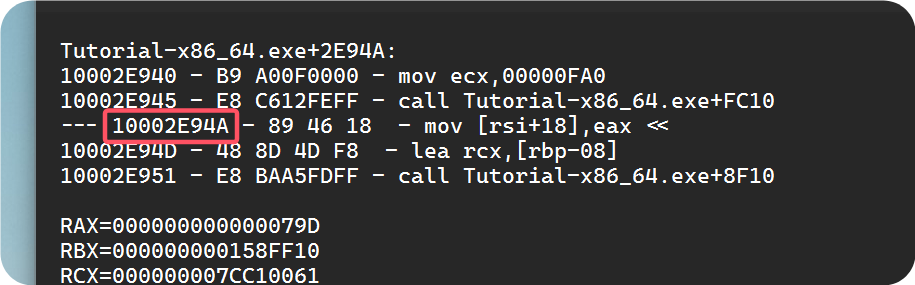 Tutorial-x86_64.exe+2E94A:
10002E940 - B9 A00F0000 - mov ecx,00000FA0
10002E945 - E8 C612FEFF - call Tutorial-x86_64.exe+FC10
--- 10002E94A - 89 46 18  - mov [rsi+18],eax <<
10002E94D - 48 8D 4D F8  - lea rcx,[rbp-08]
10002E951 - E8 BAA5FDFF - call Tutorial-x86_64.exe+8F10
RAX=000000000000079D
RBX=000000000158FF10
RCX=000000007CC10061